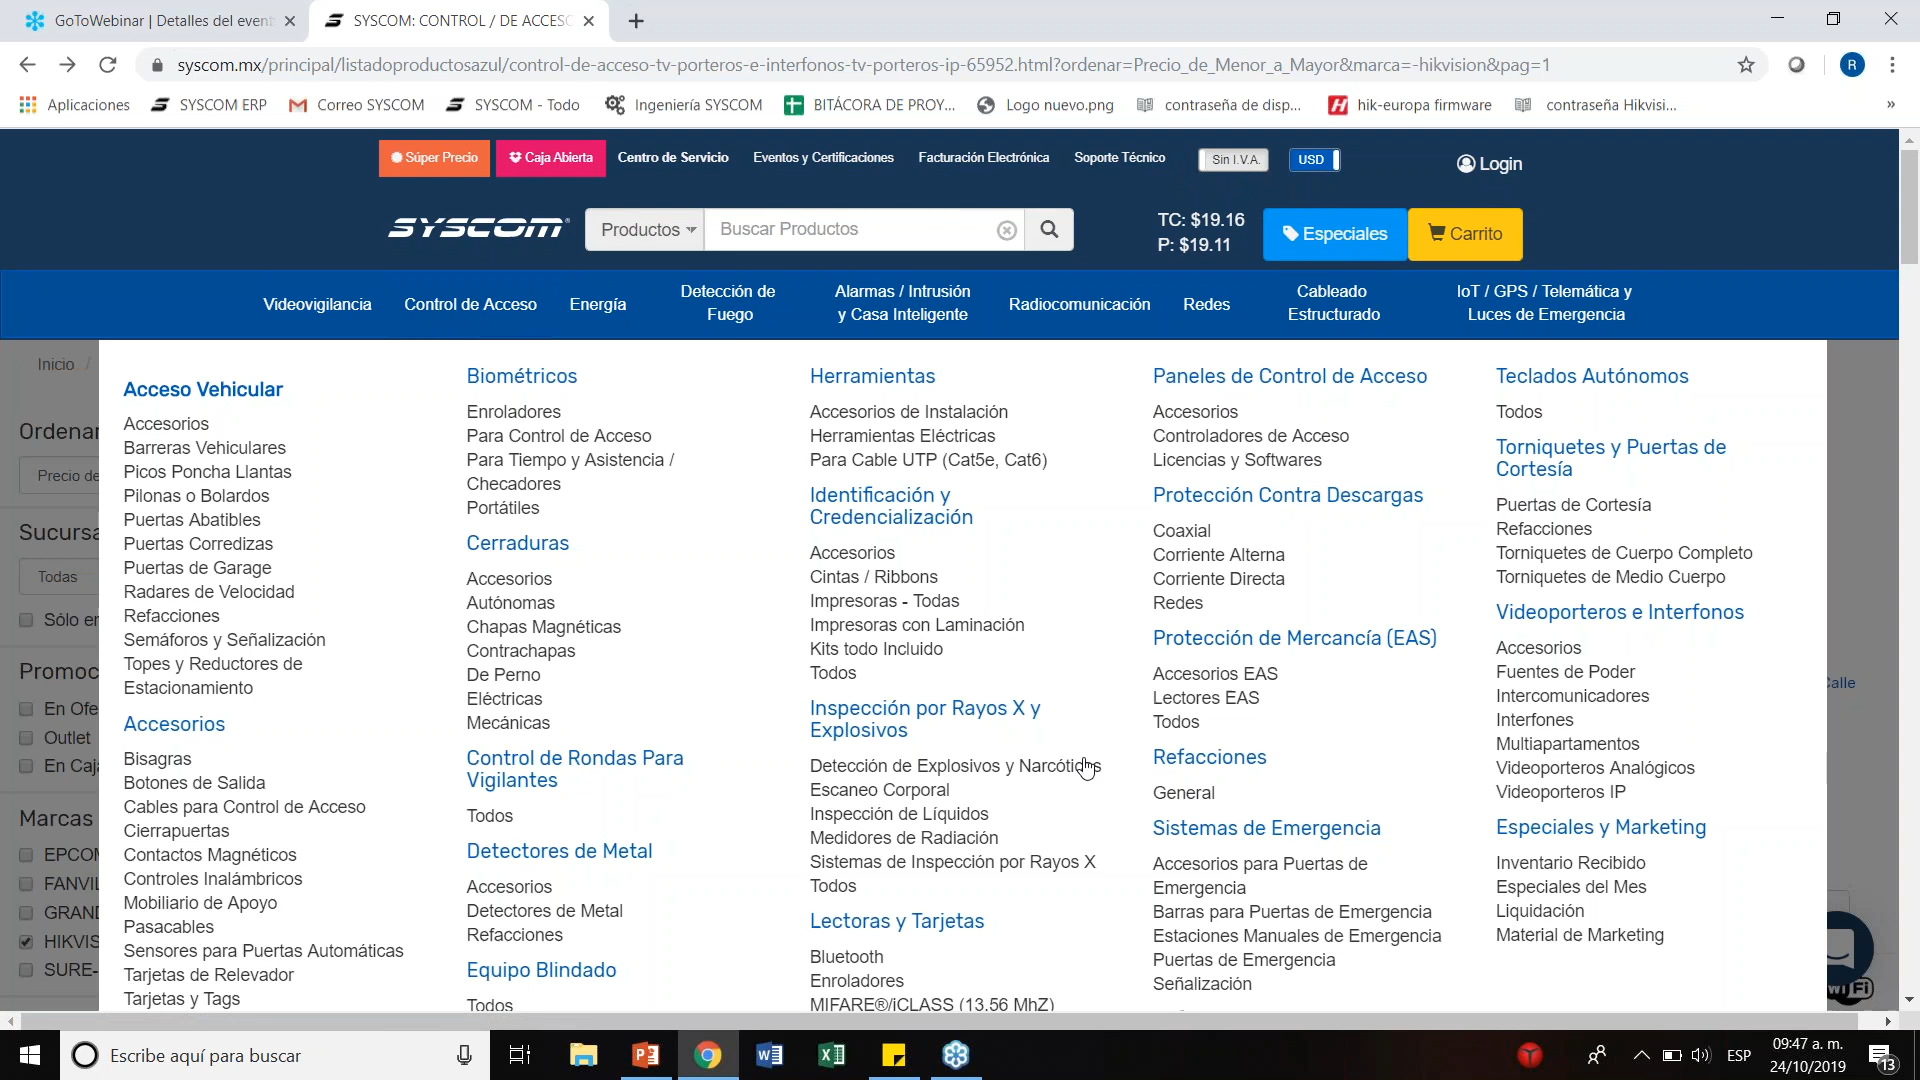 GoToWebinar | Detalles del event
SYSCOM: CONTROL / DE ACCESC
syscom.mx/principal/listadoproductosazul/control-de-acceso-tv-porteros-e-interfonos-tv-porteros-ip-65952.html?ordenar=Precio_de_Menor_a_Mayor&marca=-hikvision&pag=1
R
Aplicaciones
SYSCOM ERP
Correo SYSCOM
SYSCOM - Todo
Ingeniería SYSCOM
BITÁCORA DE PROY...
Logo nuevo.png
contraseña de disp...
hik-europa firmware
contraseña Hikvisi...
»
Súper Precio
Caja Abierta
Centro de Servicio
Eventos y Certificaciones
Facturación Electrónica
Soporte Técnico
Sin I.V.A.
USD
Login
SYSCOM
Productos
Buscar Productos
TC: $19.16
P: $19.11
Especiales
Carrito
Videovigilancia
Control de Acceso
Energía
Detección de
Fuego
Alarmas / Intrusión
y Casa Inteligente
Radiocomunicación
Redes
Cableado
Estructurado
IoT / GPS / Telemática y
Luces de Emergencia
Inicio /
Ordenar
Precio de
Sucursa
Todas
Sólo en
Promoc
En Ofe
Outlet
En Caja
Marcas
EPCOM
FANVIL
GRAND
HIKVIS
SURE-
Acceso Vehicular
Accesorios
Barreras Vehiculares
Picos Poncha Llantas
Pilonas o Bolardos
Puertas Abatibles
Puertas Corredizas
Puertas de Garage
Radares de Velocidad
Refacciones
Semáforos y Señalización
Topes y Reductores de
Estacionamiento
Accesorios
Bisagras
Botones de Salida
Cables para Control de Acceso
Cierrapuertas
Contactos Magnéticos
Controles Inalámbricos
Mobiliario de Apoyo
Pasacables
Sensores para Puertas Automáticas
Tarjetas de Relevador
Tarjetas y Tags
Biométricos
Enroladores
Para Control de Acceso
Para Tiempo y Asistencia /
Checadores
Portátiles
Cerraduras
Accesorios
Autónomas
Chapas Magnéticas
Contrachapas
De Perno
Eléctricas
Mecánicas
Control de Rondas Para
Vigilantes
Todos
Detectores de Metal
Accesorios
Detectores de Metal
Refacciones
Equipo Blindado
Todos
Herramientas
Accesorios de Instalación
Herramientas Eléctricas
Para Cable UTP (Cat5e, Cat6)
Identificación y
Credencialización
Accesorios
Cintas / Ribbons
Impresoras - Todas
Impresoras con Laminación
Kits todo Incluido
Todos
Inspección por Rayos X y
Explosivos
Detección de Explosivos y Narcóticos
Escaneo Corporal
Inspección de Líquidos
Medidores de Radiación
Sistemas de Inspección por Rayos X
Todos
Lectoras y Tarjetas
Bluetooth
Enroladores
MIFARE®/iCLASS (13.56 MhZ)
Paneles de Control de Acceso
Accesorios
Controladores de Acceso
Licencias y Softwares
Protección Contra Descargas
Coaxial
Corriente Alterna
Corriente Directa
Redes
Protección de Mercancía (EAS)
Accesorios EAS
Lectores EAS
Todos
Refacciones
General
Sistemas de Emergencia
Accesorios para Puertas de
Emergencia
Barras para Puertas de Emergencia
Estaciones Manuales de Emergencia
Puertas de Emergencia
Señalización
Teclados Autónomos
Todos
Torniquetes y Puertas de
Cortesía
Puertas de Cortesía
Refacciones
Torniquetes de Cuerpo Completo
Torniquetes de Medio Cuerpo
Videoporteros e Interfonos
Accesorios
Fuentes de Poder
Intercomunicadores
Interfones
Multiapartamentos
Videoporteros Analógicos
Videoporteros IP
Especiales y Marketing
Inventario Recibido
Especiales del Mes
Liquidación
Material de Marketing
Calle
WiFi
Escribe aquí para buscar
ESP
09:47 a. m.
24/10/2019
13